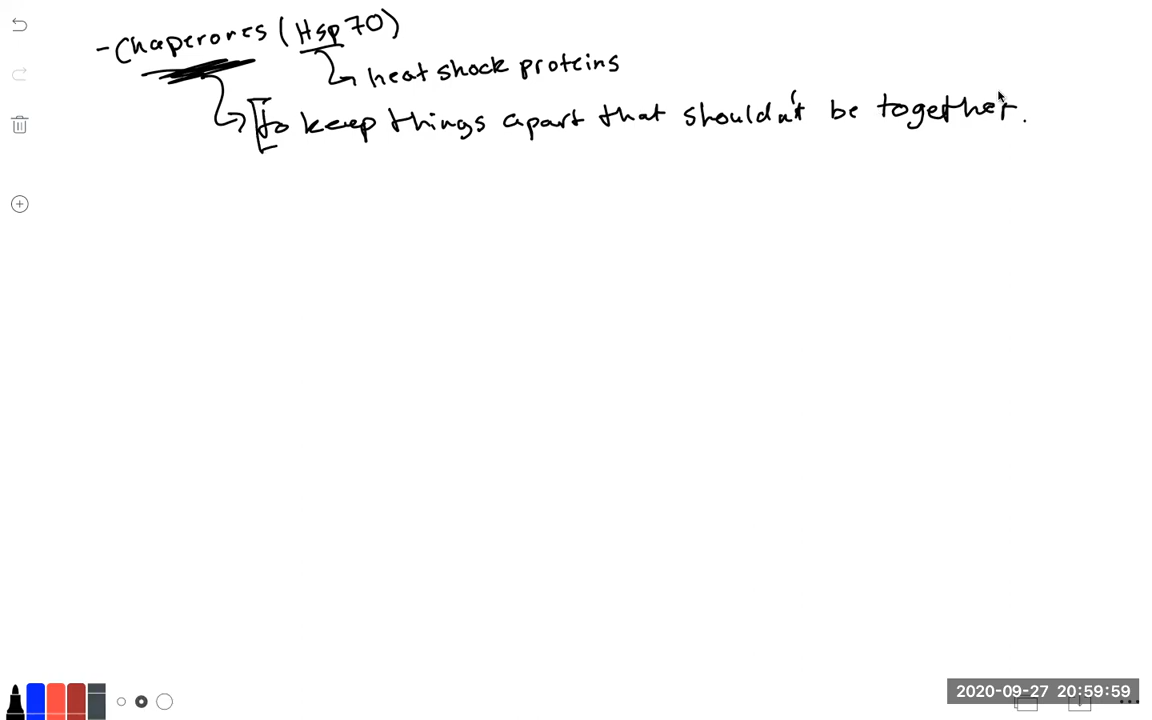 - Chaperones (Hsp70)
heat shock proteins
to keep things apart that shouldn't be together.
2020-09-27 20:59:59